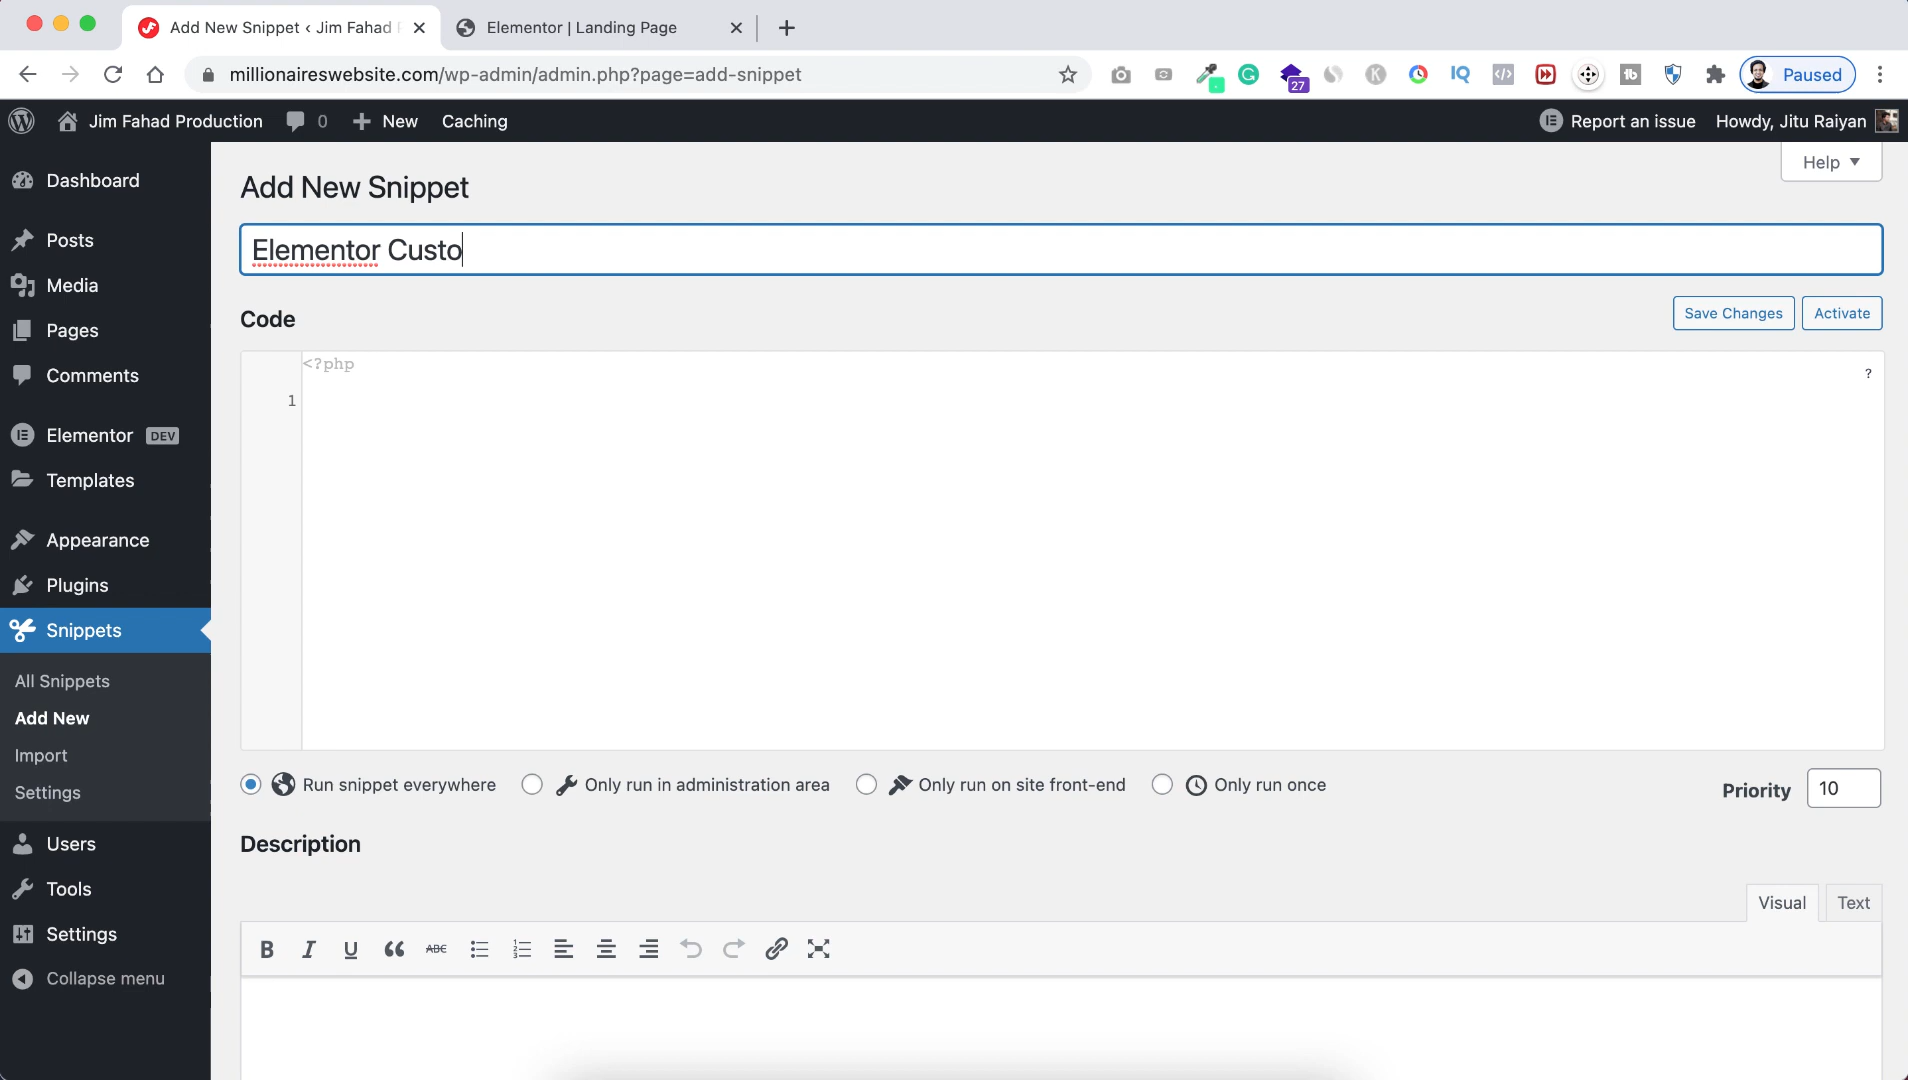 Add New Snippet ‹ Jim Fahad
Elementor | Landing Page
millionaireswebsite.com/wp-admin/admin.php?page=add-snippet
27
K
IQ
tb
Paused
Jim Fahad Production
0
New
Caching
Report an issue
Howdy, Jitu Raiyan
Help
Dashboard
Posts
Media
Pages
Comments
Elementor DEV
Templates
Appearance
Plugins
Snippets
All Snippets
Add New
Import
Settings
Users
Tools
Settings
Collapse menu
Add New Snippet
Elementor Custo
Code
Save Changes
Activate
<?php
?
1
Run snippet everywhere
Only run in administration area
Only run on site front-end
Only run once
Priority
10
Description
Visual
Text
B I U ABC